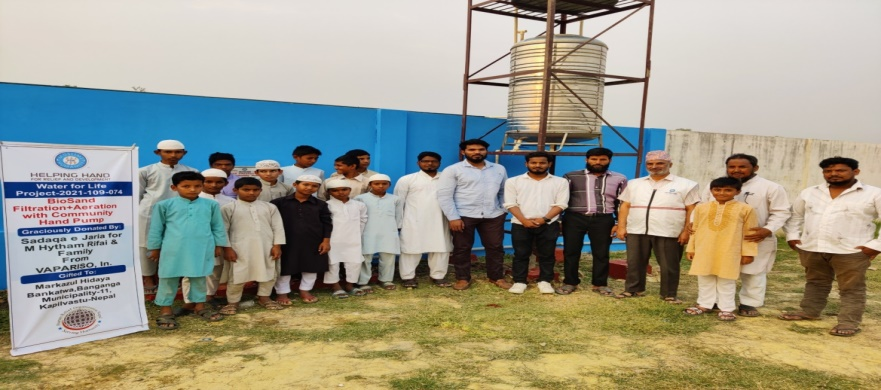 HELPING HAND
FOR RELIEF AND DEVELOPMENT
Water for Life
Project-2021-109-074
BioSand
Filtration+Aeration
with Community
Hand Pump
Graciously Donated By:
Sadaqa e Jaria for
M Hytham Rifai &
Family
From
VAPARISO, In.
Gifted To:
Markazul Hidaya
Bankatwa,Banganga
Municipality-11,
Kapilvastu-Nepal